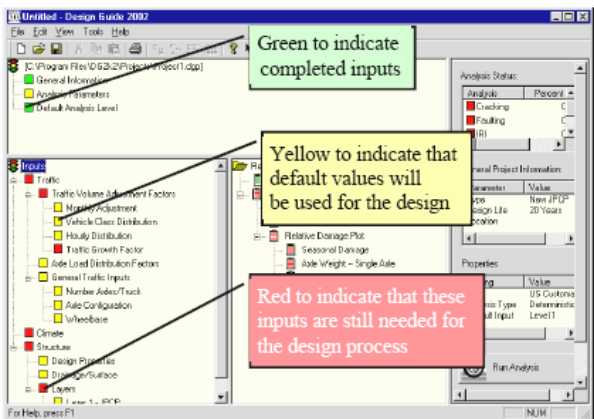 Untitled - Design Guide 2002
File Edit View Tools Help
[C:\Program Files\DG2k2\Projects\Project1.dgp]
General Information
Analysis Parameters
Default Analysis Level
Green to indicate
completed inputs
Analysis Status:
Analysis Percent
Cracking
Faulting
IRI
Inputs
Traffic
Traffic Volume Adjustment Factors
Monthly Adjustment
Vehicle Class Distribution
Hourly Distribution
Traffic Growth Factor
Axle Load Distribution Factors
General Traffic Inputs
Number Axles/Truck
Axle Configuration
Wheelbase
Climate
Structure
Design Properties
Drainage/Surface
Layers
Layer 1 - JPCP
Yellow to indicate that
default values will
be used for the design
Relative Damage Plot
Seasonal Damage
Axle Weight - Single Axle
Red to indicate that these
inputs are still needed for
the design process
General Project Information:
Value
New JPCP
Design Life 20 Years
Properties
Value
US Customa
Deterministic
Level 1
Run Analysis
For Help, press F1
NUM